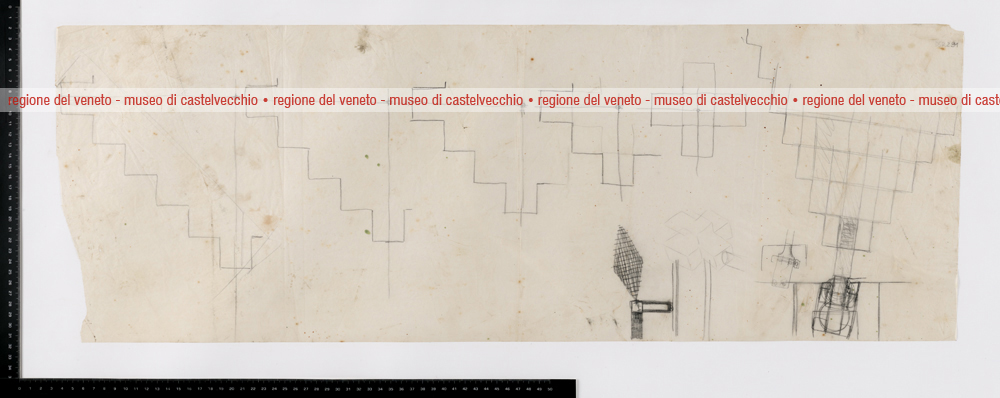 regione del veneto - museo di castelvecchio • regione del veneto - museo di castelvecchio • regione del veneto - museo di castelvecchio • regione del veneto - museo di cast